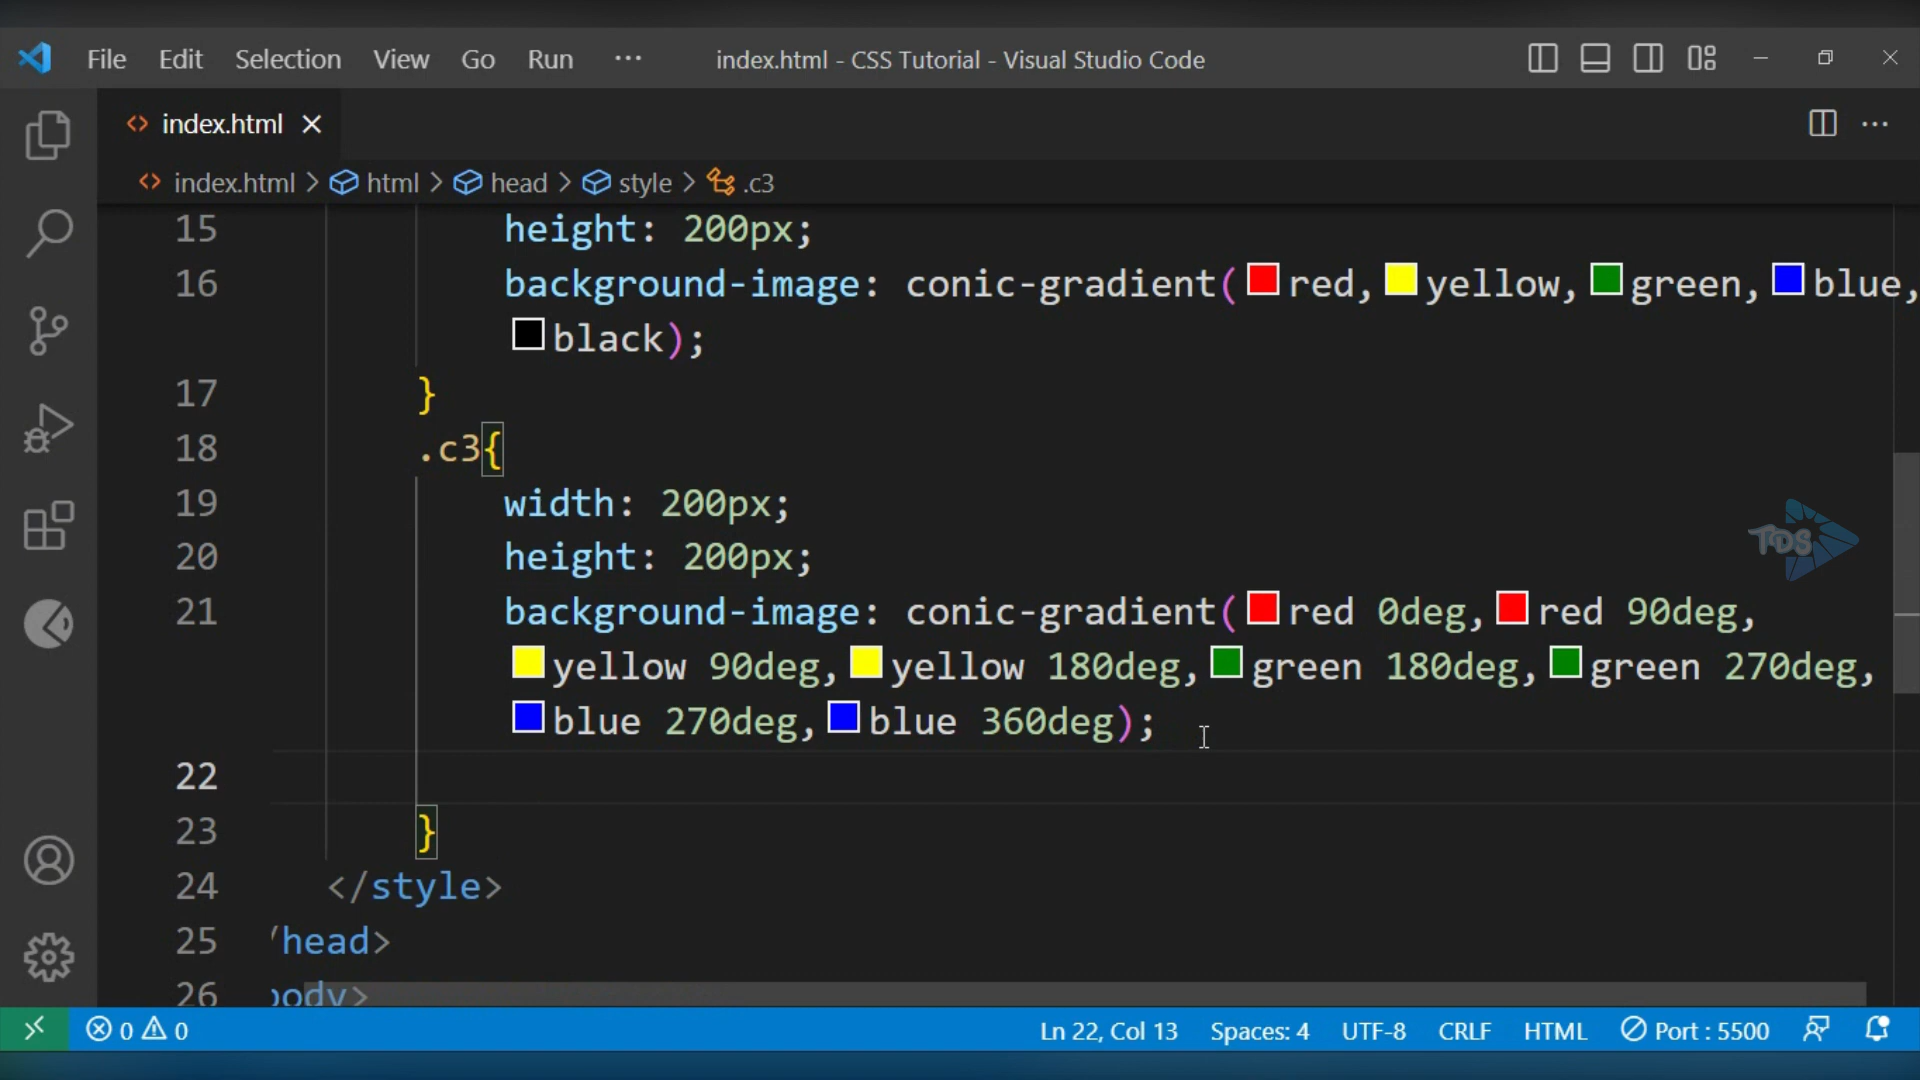 File Edit Selection View Go Run ··· index.html - CSS Tutorial - Visual Studio Code
index.html
index.html > html > head > style > .c3
15 height: 200px;
16 background-image: conic-gradient(red,yellow,green,blue,
black);
17 }
18 .c3{
19 width: 200px;
20 height: 200px;
21 background-image: conic-gradient(red 0deg,red 90deg,
yellow 90deg,yellow 180deg,green 180deg,green 270deg,
blue 270deg,blue 360deg);
22
23 }
24 </style>
25 /head>
26 body>
TDS
0 0 Ln 22, Col 13 Spaces: 4 UTF-8 CRLF HTML Port : 5500